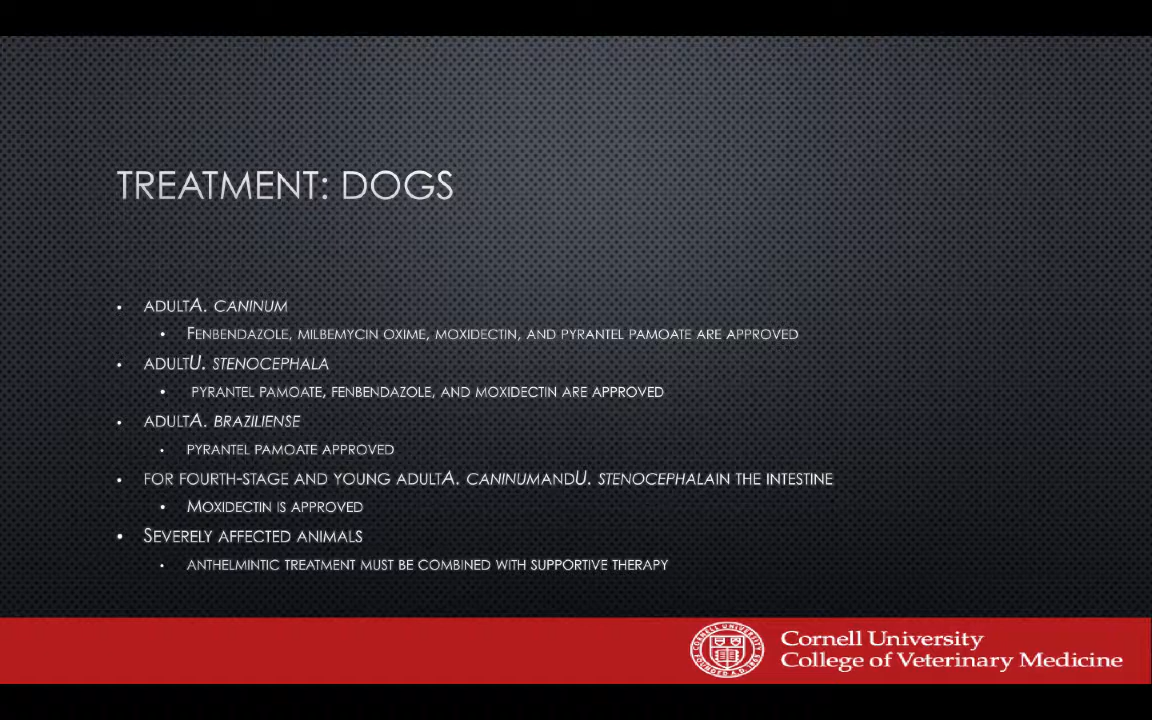 TREATMENT: DOGS
• ADULTA. CANINUM
• FENBENDAZOLE, MILBEMYCIN OXIME, MOXIDECTIN, AND PYRANTEL PAMOATE ARE APPROVED
• ADULTU. STENOCEPHALA
• PYRANTEL PAMOATE, FENBENDAZOLE, AND MOXIDECTIN ARE APPROVED
• ADULTA. BRAZILIENSE
• PYRANTEL PAMOATE APPROVED
• FOR FOURTH-STAGE AND YOUNG ADULTA. CANINUMANDU. STENOCEPHALAIN THE INTESTINE
• MOXIDECTIN IS APPROVED
• SEVERELY AFFECTED ANIMALS
• ANTHELMINTIC TREATMENT MUST BE COMBINED WITH SUPPORTIVE THERAPY
Cornell University
College of Veterinary Medicine